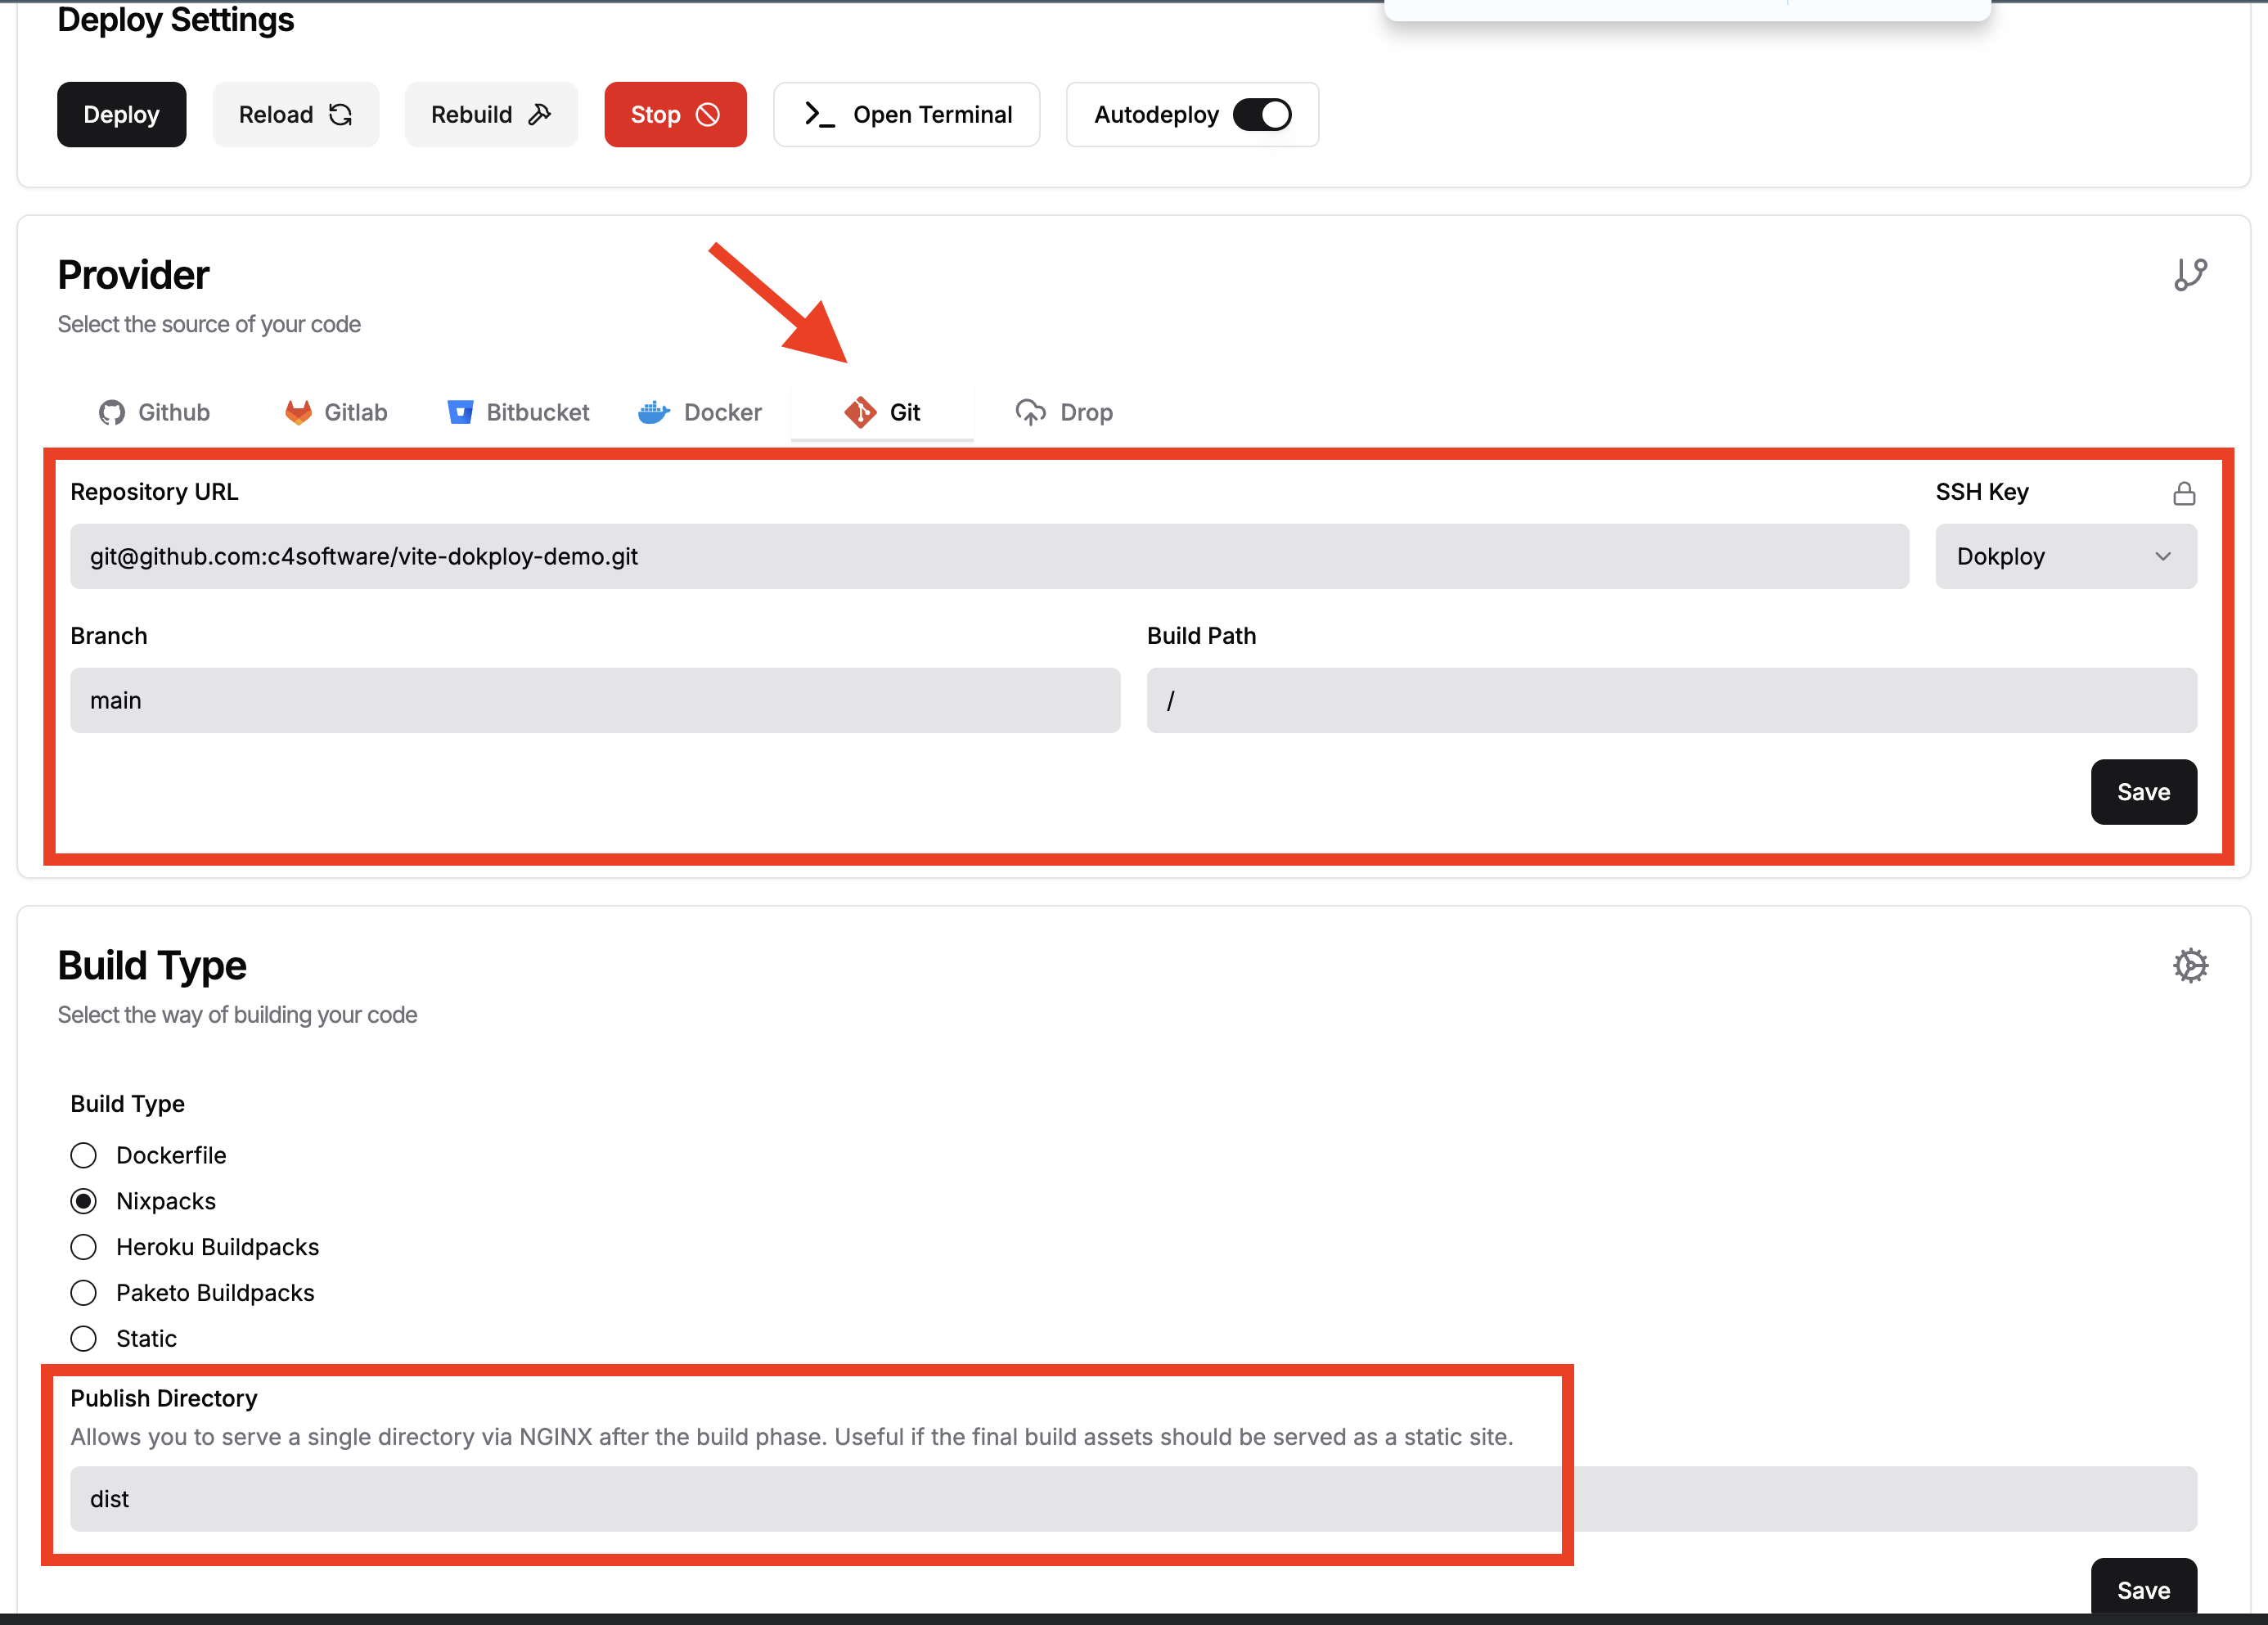 Deploy Settings
Deploy
Reload
Rebuild
Stop
Open Terminal
Autodeploy
Provider
Select the source of your code
Github
Gitlab
Bitbucket
Docker
Git
Drop
Repository URL
SSH Key
git@github.com:c4software/vite-dokploy-demo.git
Dokploy
Branch
Build Path
main
/
Save
Build Type
Select the way of building your code
Build Type
Dockerfile
Nixpacks
Heroku Buildpacks
Paketo Buildpacks
Static
Publish Directory
Allows you to serve a single directory via NGINX after the build phase. Useful if the final build assets should be served as a static site.
dist
Save